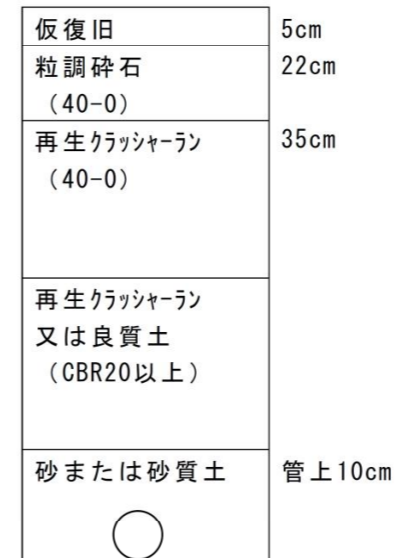 仮復旧 5cm
粒調砕石 22cm
（40-0）
再生ｸﾗｯｼｬｰﾗﾝ 35cm
（40-0）
再生ｸﾗｯｼｬｰﾗﾝ
又は良質土
（CBR20以上）
砂または砂質土 管上10cm